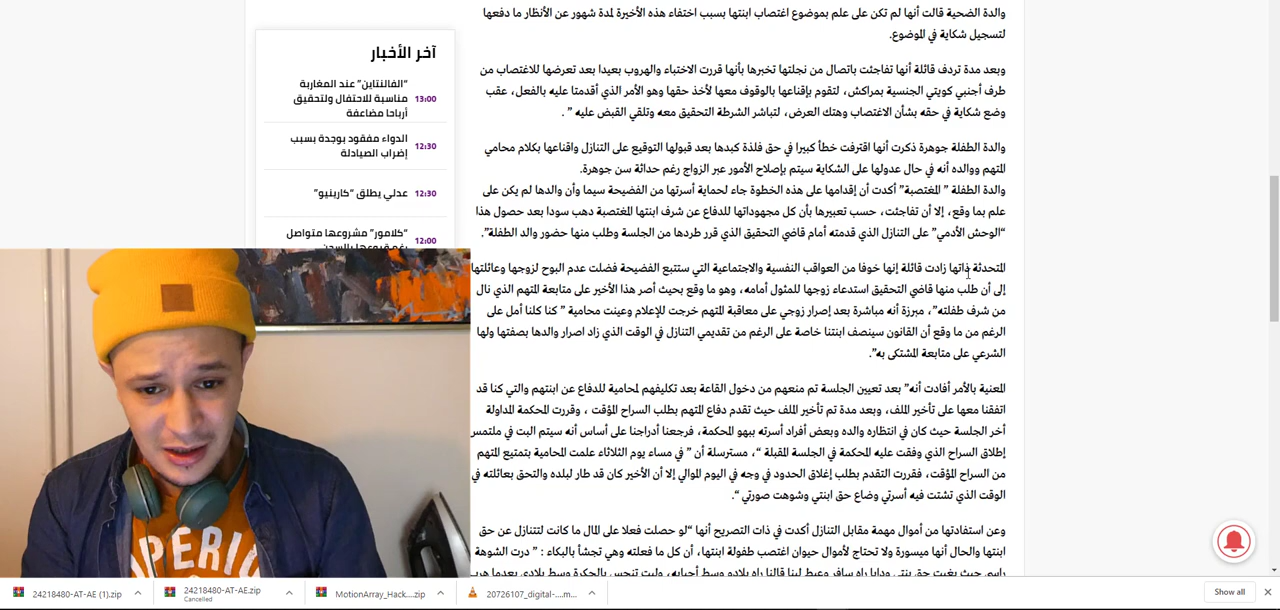 والدة الضحية قالت أنها لم تكن على علم بموضوع اغتصاب ابنتها بسبب اختفاء هذه الأخيرة لمدة شهور عن الأنظار ما دفعها
لتسجيل شكاية في الموضوع.
وبعد مدة تردف قائلة أنها تفاجئت باتصال من نجلتها تخبرها بأنها قررت الاختباء والهروب بعيدا بعد تعرضها للاغتصاب من
طرف أجنبي كويتي الجنسية بمراكش، لتقوم بإقناعها بالوقوف معها لأخذ حقها وهو الأمر الذي أقدمتا عليه بالفعل، عقب
وضع شكاية في حقه بشأن الاغتصاب وهتك العرض، لتباشر الشرطة التحقيق معه وتلقي القبض عليه ” .
والدة الطفلة جوهرة ذكرت أنها اقترفت خطأ كبيرا في حق فلذة كبدها بعد قبولها التوقيع على التنازل واقناعها بكلام محامي
المتهم ووالده أنه في حال عدولها على الشكاية سيتم بإصلاح الأمور عبر الزواج رغم حداثة سن جوهرة.
والدة الطفلة ” المغتصبة” أكدت أن إقدامها على هذه الخطوة جاء لحماية أسرتها من الفضيحة سيما وأن والدها لم يكن على
علم بما وقع، إلا أن تفاجئت، حسب تعبيرها بأن كل مجهوداتها للدفاع عن شرف ابنتها المغتصبة ذهب سودا بعد حصول هذا
“الوحش الأدمي” على التنازل الذي قدمته أمام قاضي التحقيق الذي قرر طردها من الجلسة وطلب منها حضور والد الطفلة”.
المتحدثة ذاتها زادت قائلة إنها خوفا من العواقب النفسية والاجتماعية التي ستتبع الفضيحة فضلت عدم البوح لزوجها وعائلتها
إلى أن طلب منها قاضي التحقيق استدعاء زوجها للمثول أمامه، وهو ما وقع بحيث أصر هذا الأخير على متابعة المتهم الذي نال
من شرف طفلته”، مبرزة أنه مباشرة بعد إصرار زوجي على معاقبة المتهم خرجت للإعلام وعينت محامية ” كنا كلنا أمل على
الرغم من ما وقع أن القانون سينصف ابنتنا خاصة على الرغم من تقديمي التنازل في الوقت الذي زاد اصرار والدها بصفتها ولها
الشرعي على متابعة المشتكى به”.
المعنية بالأمر أفادت أنه” بعد تعيين الجلسة تم منعهم من دخول القاعة بعد تكليفهم لمحامية للدفاع عن ابنتهم والتي كنا قد
اتفقنا معها على تأخير الملف، وبعد مدة تم تأخير الملف حيث تقدم دفاع المتهم بطلب السراح المؤقت ، وقررت المحكمة المداولة
أخر الجلسة حيث كان في انتظاره والده وبعض أفراد أسرته ببهو المحكمة، فرجعنا أدراجنا على أساس أنه سيتم البت في ملتمس
إطلاق السراح الذي وفقت عليه المحكمة في الجلسة المقبلة “، مسترسلة أن ” في مساء يوم الثلاثاء علمت المحامية بتمتيع المتهم
من السراح المؤقت، فقررت التقدم بطلب إغلاق الحدود في وجه في اليوم الموالي إلا أن الأخير كان قد طار لبلده والتحق بعائلته في
الوقت الذي تشتت فيه أسرتي وضاع حق ابنتي وشوهت صورتي “.
وعن استفادتها من أموال مهمة مقابل التنازل أكدت في ذات التصريح أنها “لو حصلت فعلا على المال ما كانت لتتنازل عن حق
ابنتها والحال أنها ميسورة ولا تحتاج لأموال حيوان اغتصب طفولة ابنتها، أن كل ما فعلته وهي تجشأ بالبكاء : ” درت الشوهة
آخر الأخبار
13:00 “الفالنتاين” عند المغاربة
مناسبة للاحتفال ولتحقيق
أرباحا مضاعفة
12:30 الدواء مفقود بوجدة بسبب
إضراب الصيادلة
12:30 عدلي يطلق “كارينيو”
12:00 “كلامور” مشروعها متواصل
PERI
24218480-AT-AE (1).zip
24218480-AT-AE.zip
Cancelled
MotionArray_Hack....zip
20726107_digital-....m...
Show all